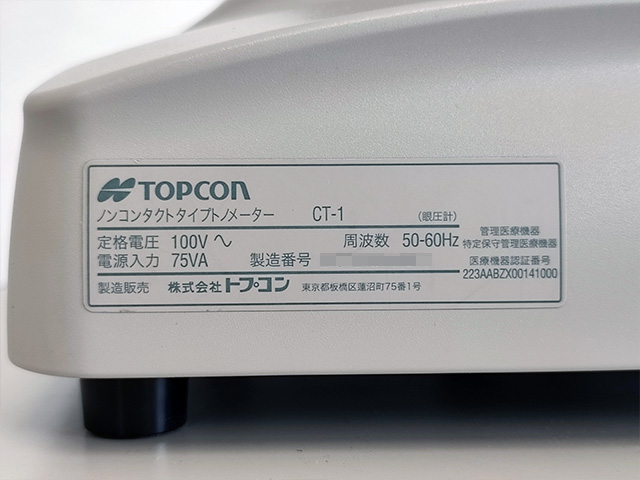 TOPCON
ノンコンタクトタイプトノメーター CT-1 （眼圧計）
定格電圧 100V～ 周波数 50-60Hz
電源入力 75VA 製造番号
管理医療機器
特定保守管理医療機器
医療機器認証番号
223AABZX00141000
製造販売 株式会社トプコン 東京都板橋区蓮沼町75番1号